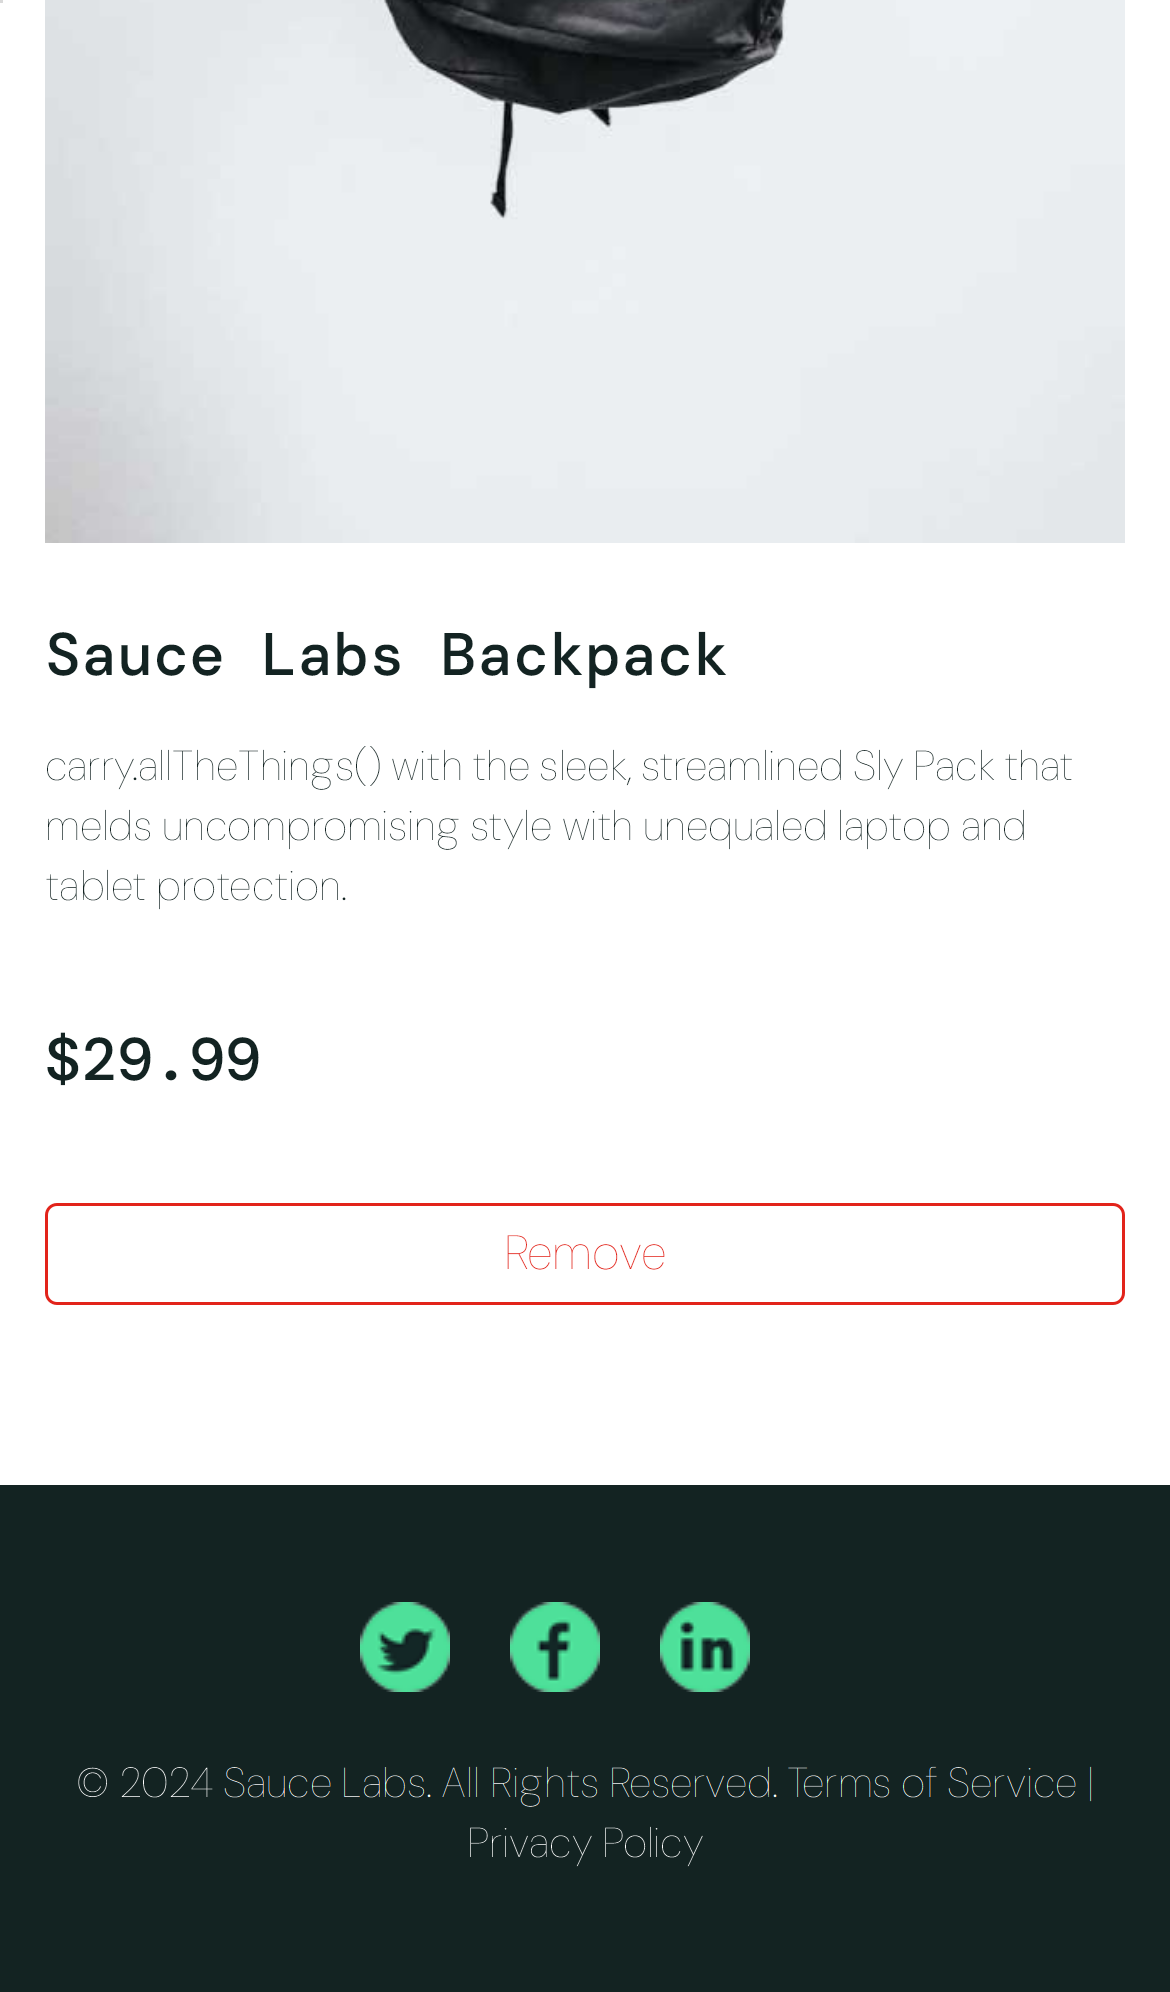 Sauce Labs Backpack
carry.allTheThings() with the sleek, streamlined Sly Pack that
melds uncompromising style with unequaled laptop and
tablet protection.
$29.99
Remove
f in
© 2024 Sauce Labs. All Rights Reserved. Terms of Service |
Privacy Policy